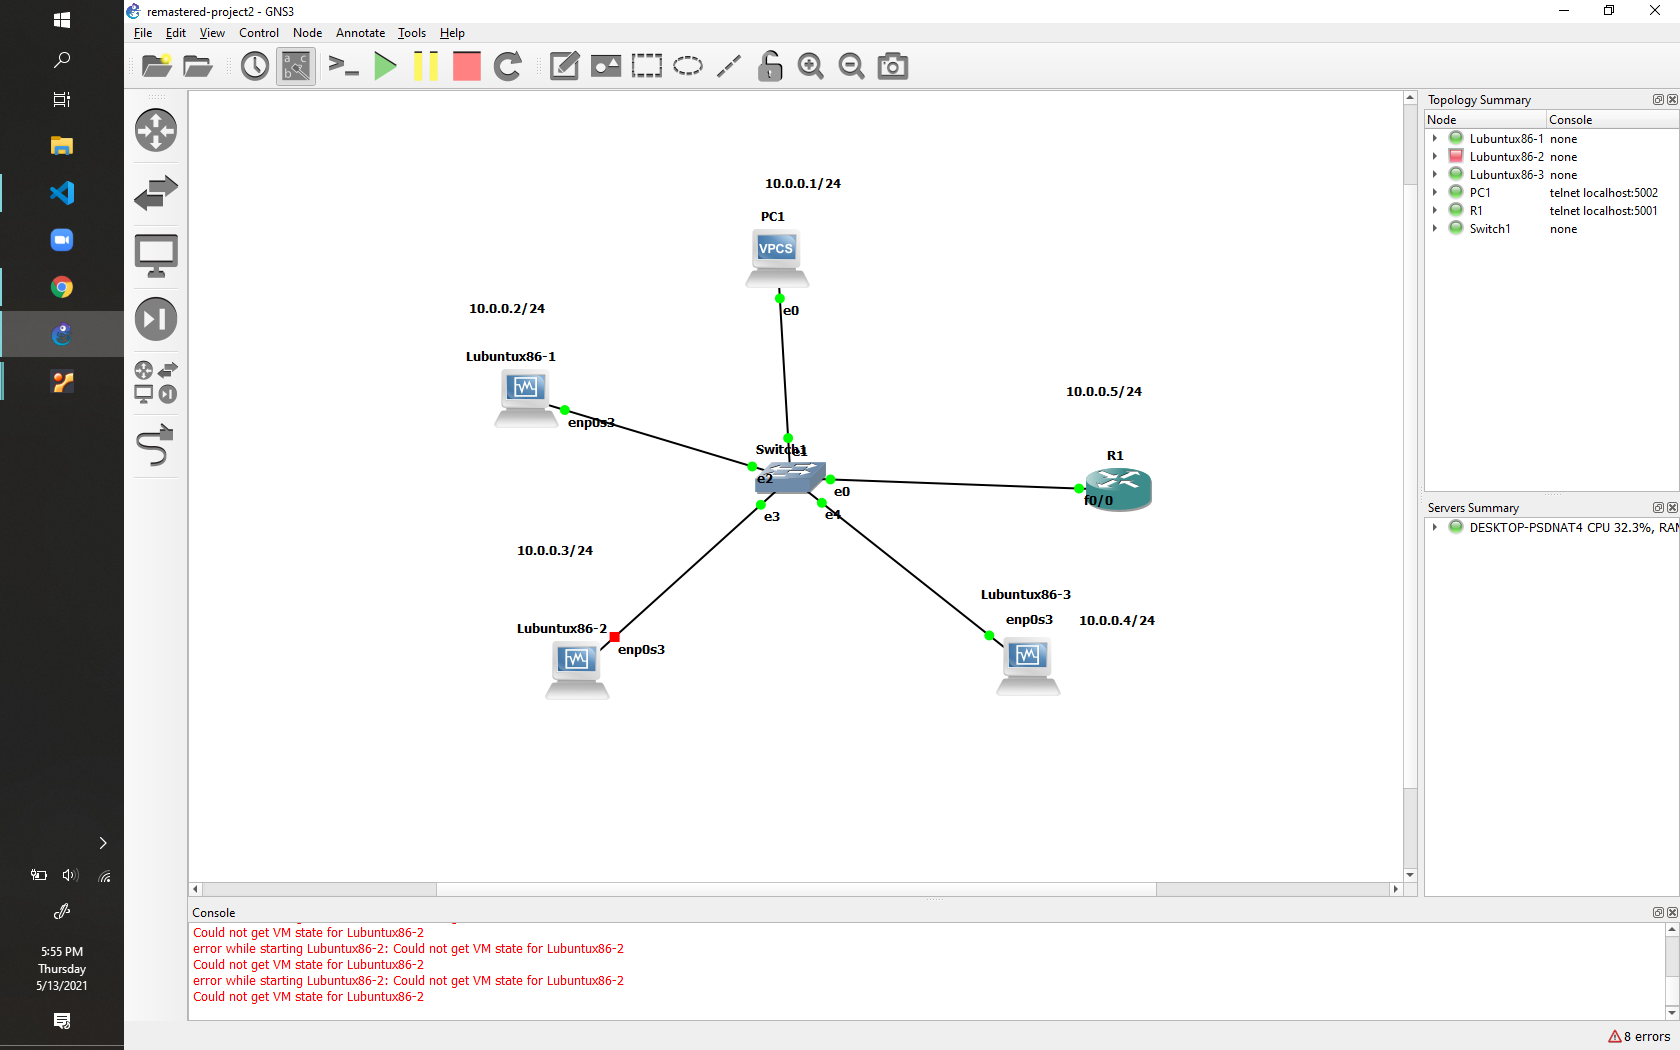 remastered-project2 - GNS3
File Edit View Control Node Annotate Tools Help
Topology Summary
Node Console
Lubuntux86-1 none
Lubuntux86-2 none
Lubuntux86-3 none
PC1 telnet localhost:5002
R1 telnet localhost:5001
Switch1 none
10.0.0.1/24
PC1
VPCS
e0
10.0.0.2/24
Lubuntux86-1
enp0s3
10.0.0.5/24
R1
f0/0
Switch1
e1
e2
e0
e3
e4
10.0.0.3/24
Lubuntux86-2
enp0s3
Lubuntux86-3
enp0s3
10.0.0.4/24
Servers Summary
DESKTOP-PSDNAT4 CPU 32.3%, RAM
Console
Could not get VM state for Lubuntux86-2
error while starting Lubuntux86-2: Could not get VM state for Lubuntux86-2
Could not get VM state for Lubuntux86-2
error while starting Lubuntux86-2: Could not get VM state for Lubuntux86-2
Could not get VM state for Lubuntux86-2
8 errors
5:55 PM
Thursday
5/13/2021